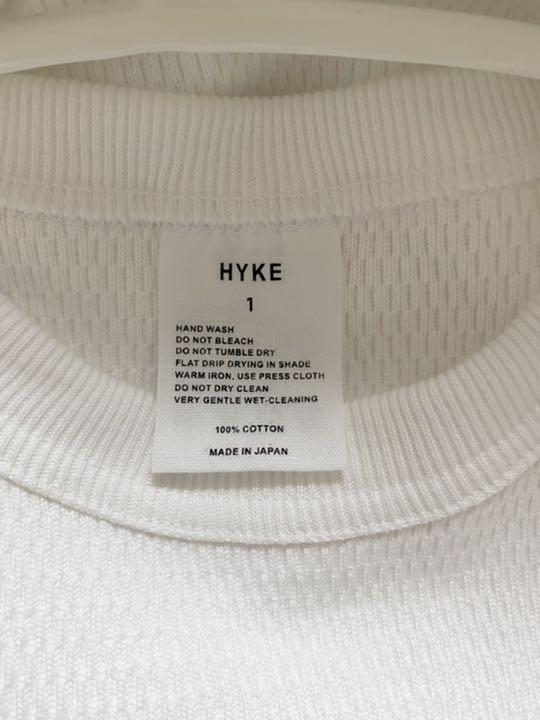 HYKE
1
HAND WASH
DO NOT BLEACH
DO NOT TUMBLE DRY
FLAT DRIP DRYING IN SHADE
WARM IRON, USE PRESS CLOTH
DO NOT DRY CLEAN
VERY GENTLE WET-CLEANING
100% COTTON
MADE IN JAPAN